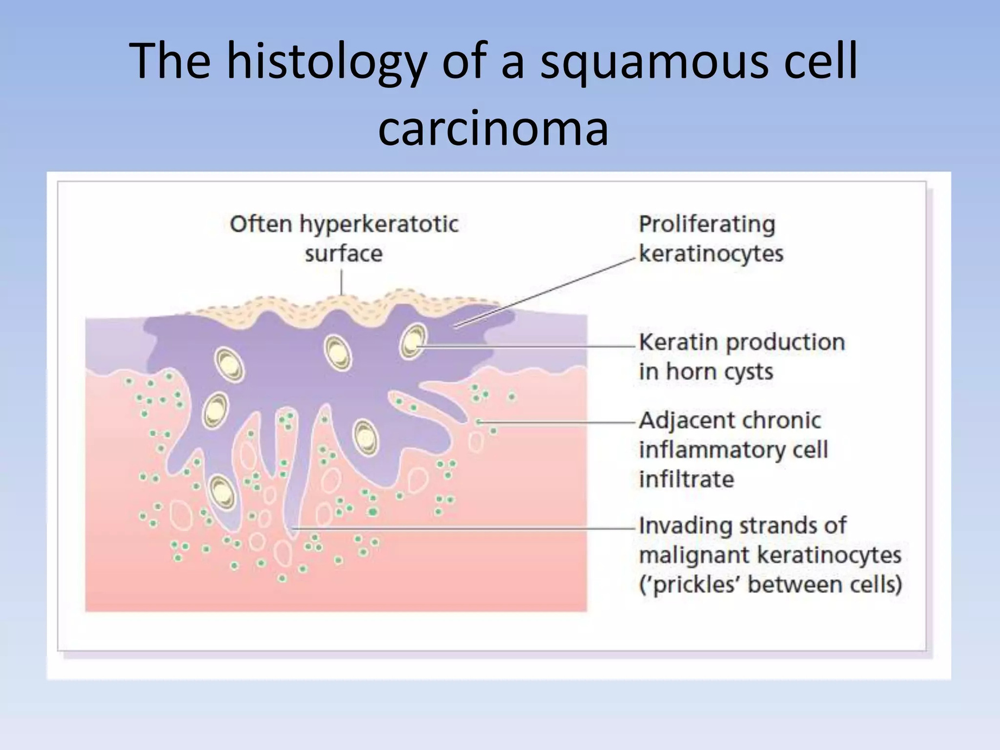 The histology of a squamous cell
carcinoma
Often hyperkeratotic
surface
Proliferating
keratinocytes
Keratin production
in horn cysts
Adjacent chronic
inflammatory cell
infiltrate
Invading strands of
malignant keratinocytes
(’prickles’ between cells)